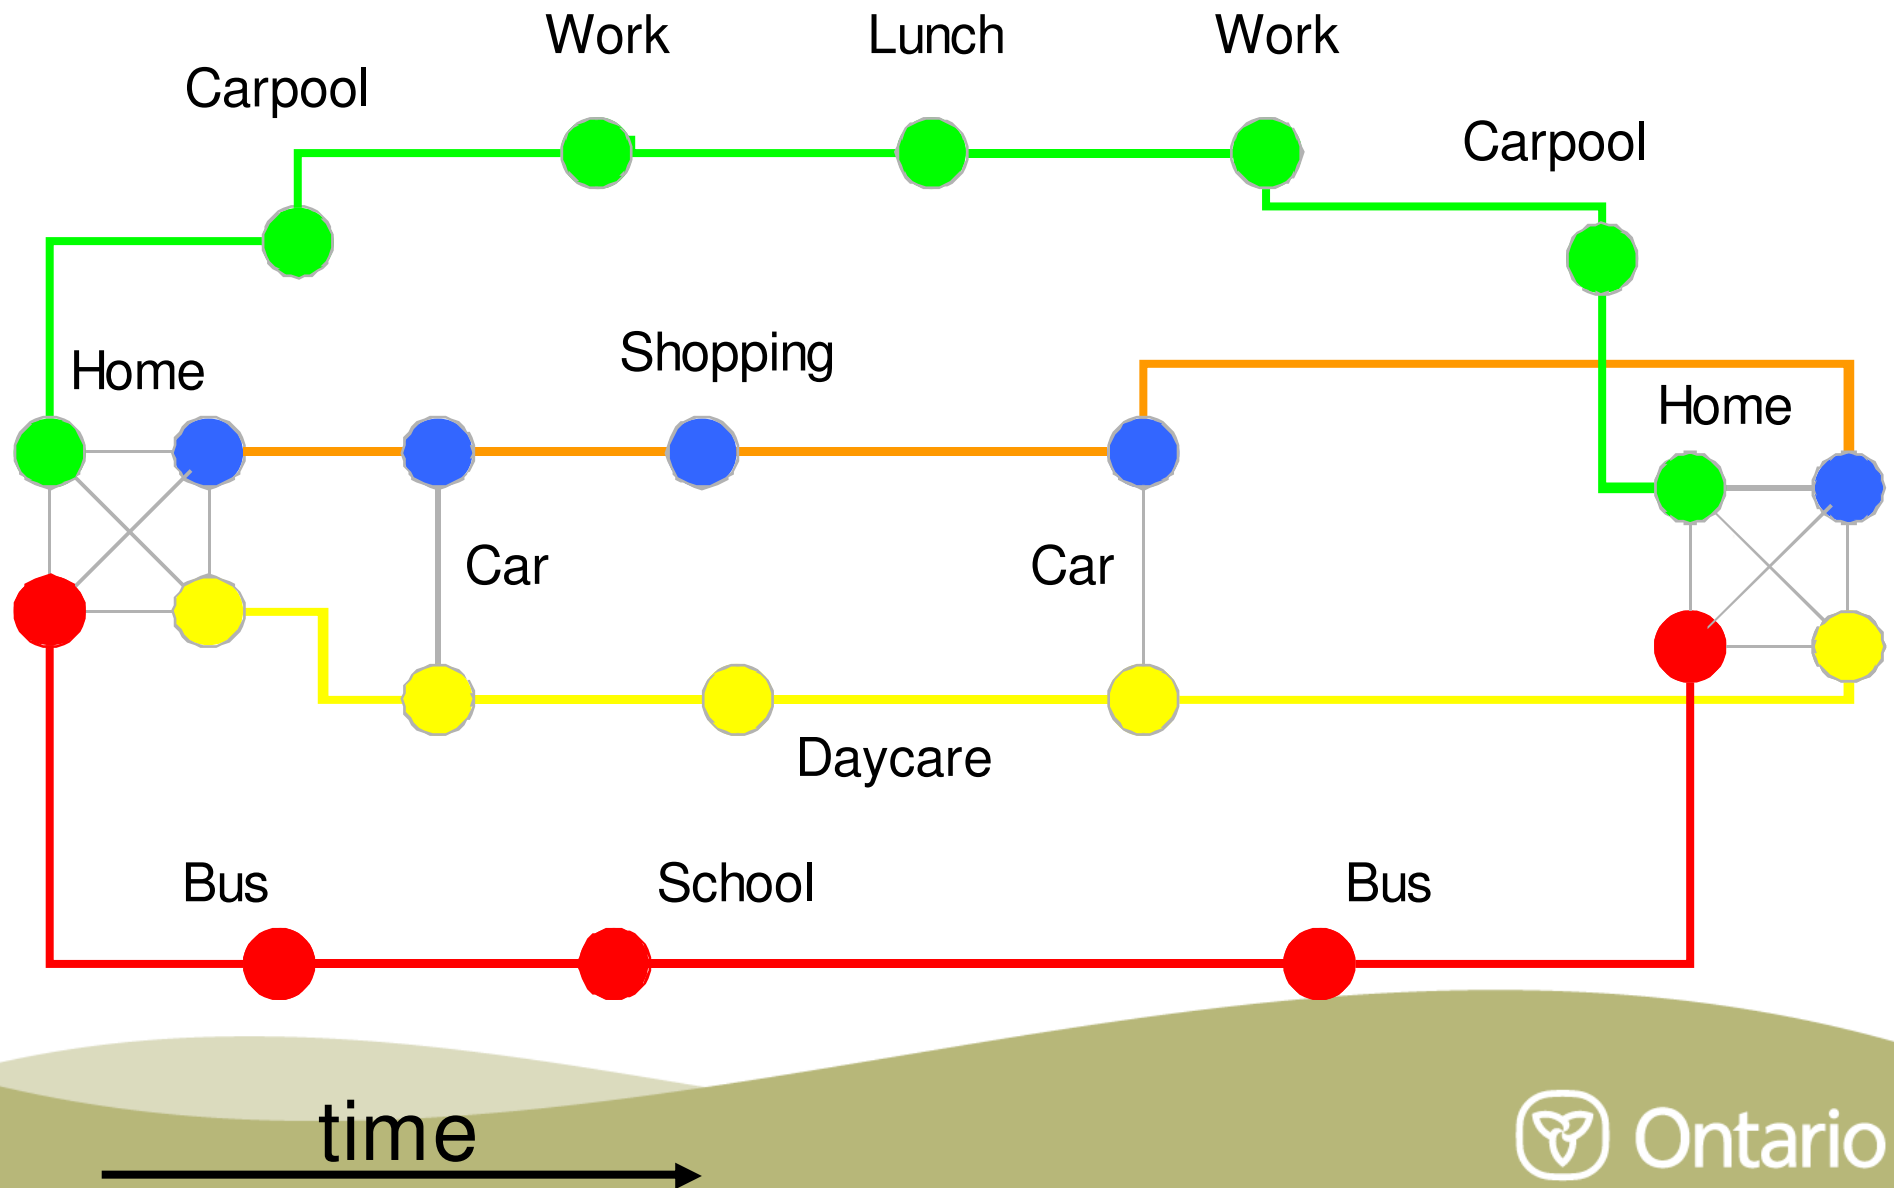 Work
Lunch
Work
Carpool
Carpool
Home
Shopping
Home
Car
Car
Daycare
Bus
School
Bus
time
Ontario